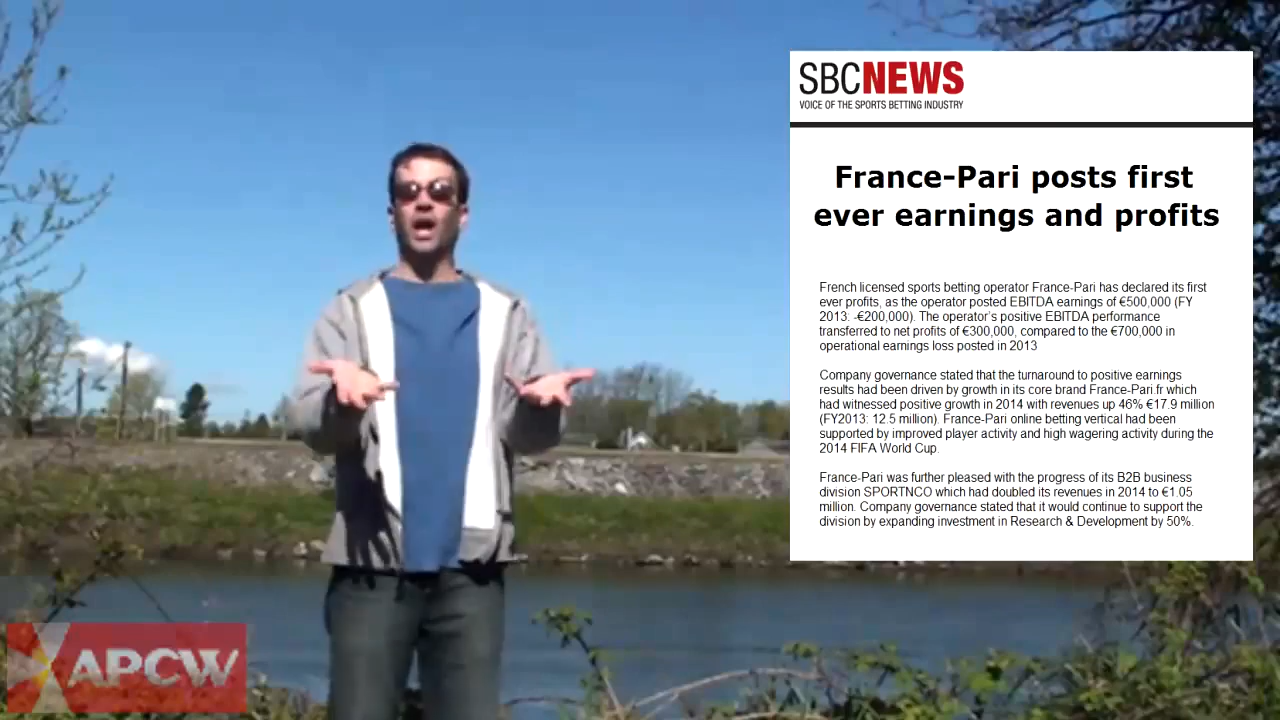 SBCNEWS
VOICE OF THE SPORTS BETTING INDUSTRY
France-Pari posts first
ever earnings and profits
French licensed sports betting operator France-Pari has declared its first
ever profits, as the operator posted EBITDA earnings of €500,000 (FY
2013: -€200,000). The operator's positive EBITDA performance
transferred to net profits of €300,000, compared to the €700,000 in
operational earnings loss posted in 2013
Company governance stated that the turnaround to positive earnings
results had been driven by growth in its core brand France-Pari.fr which
had witnessed positive growth in 2014 with revenues up 46% €17.9 million
(FY2013: 12.5 million). France-Pari online betting vertical had been
supported by improved player activity and high wagering activity during the
2014 FIFA World Cup.
France-Pari was further pleased with the progress of its B2B business
division SPORTNCO which had doubled its revenues in 2014 to €1.05
million. Company governance stated that it would continue to support the
division by expanding investment in Research & Development by 50%.
APCW